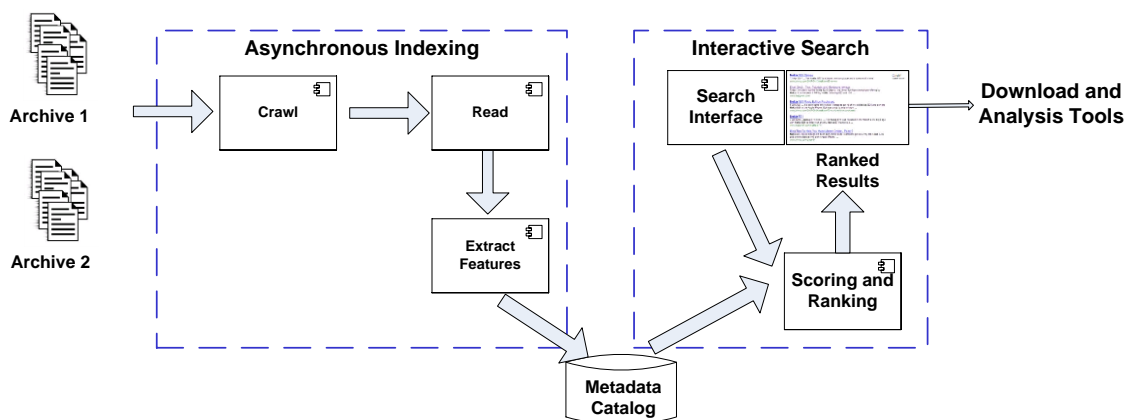 Asynchronous Indexing
Interactive Search
Archive 1
Crawl
Read
Search
Interface
Download and
Analysis Tools
Ranked
Results
Archive 2
Extract
Features
Scoring and
Ranking
Metadata
Catalog